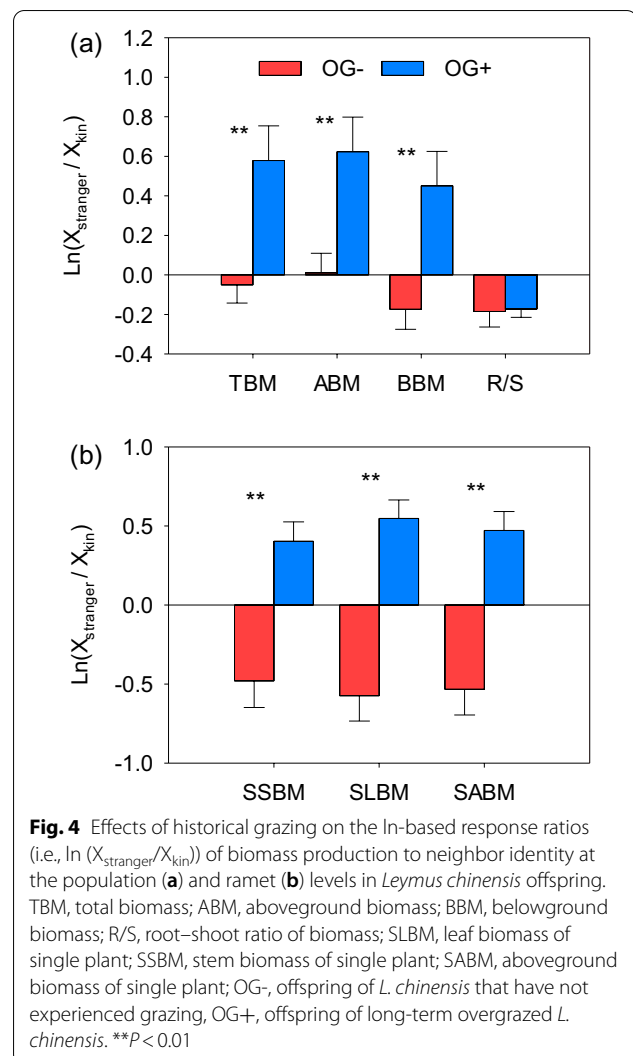 (a)
1.2
1.0
0.8
0.6
0.4
0.2
0.0
-0.2
-0.4
Ln(X_stranger / X_kin)
OG- OG+
** ** **
TBM ABM BBM R/S
(b)
1.0
0.5
0.0
-0.5
-1.0
Ln(X_stranger / X_kin)
** ** **
SSBM SLBM SABM
Fig. 4 Effects of historical grazing on the ln-based response ratios
(i.e., ln (X_stranger/X_kin)) of biomass production to neighbor identity at
the population (a) and ramet (b) levels in Leymus chinensis offspring.
TBM, total biomass; ABM, aboveground biomass; BBM, belowground
biomass; R/S, root–shoot ratio of biomass; SLBM, leaf biomass of
single plant; SSBM, stem biomass of single plant; SABM, aboveground
biomass of single plant; OG-, offspring of L. chinensis that have not
experienced grazing, OG+, offspring of long-term overgrazed L.
chinensis. **P < 0.01